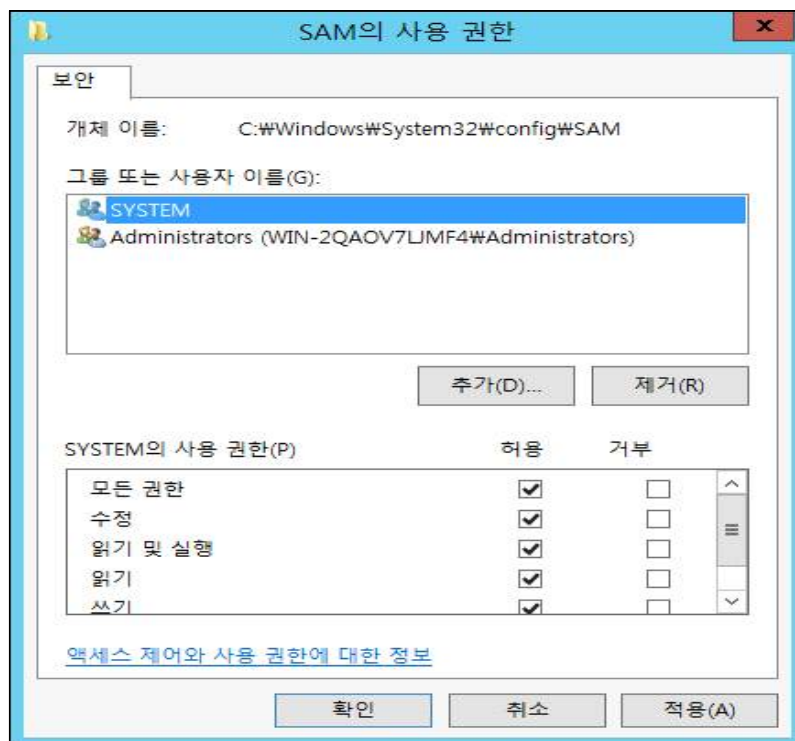 SAM의 사용 권한
보안
개체 이름: C:₩Windows₩System32₩config₩SAM
그룹 또는 사용자 이름(G):
SYSTEM
Administrators (WIN-2QAOV7IJMF4₩Administrators)
추가(D)... 제거(R)
SYSTEM의 사용 권한(P) 허용 거부
모든 권한
수정
읽기 및 실행
읽기
쓰기
액세스 제어와 사용 권한에 대한 정보
확인 취소 적용(A)